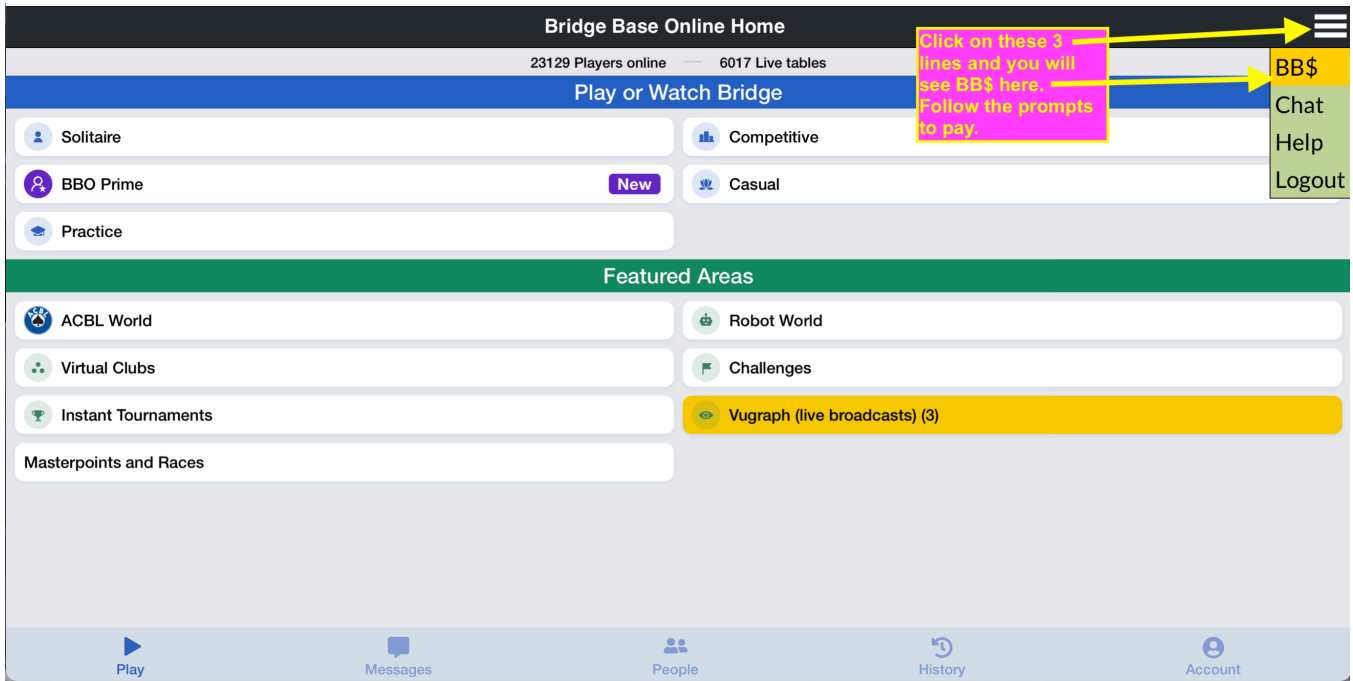 Bridge Base Online Home
Click on these 3
lines and you will
see BB$ here.
Follow the prompts
to pay.
BB$
Chat
Help
Logout
23129 Players online — 6017 Live tables
Play or Watch Bridge
Solitaire
Competitive
BBO Prime
New
Casual
Practice
Featured Areas
ACBL
ACBL World
Robot World
Virtual Clubs
Challenges
Instant Tournaments
Vugraph (live broadcasts) (3)
Masterpoints and Races
Play
Messages
People
History
Account